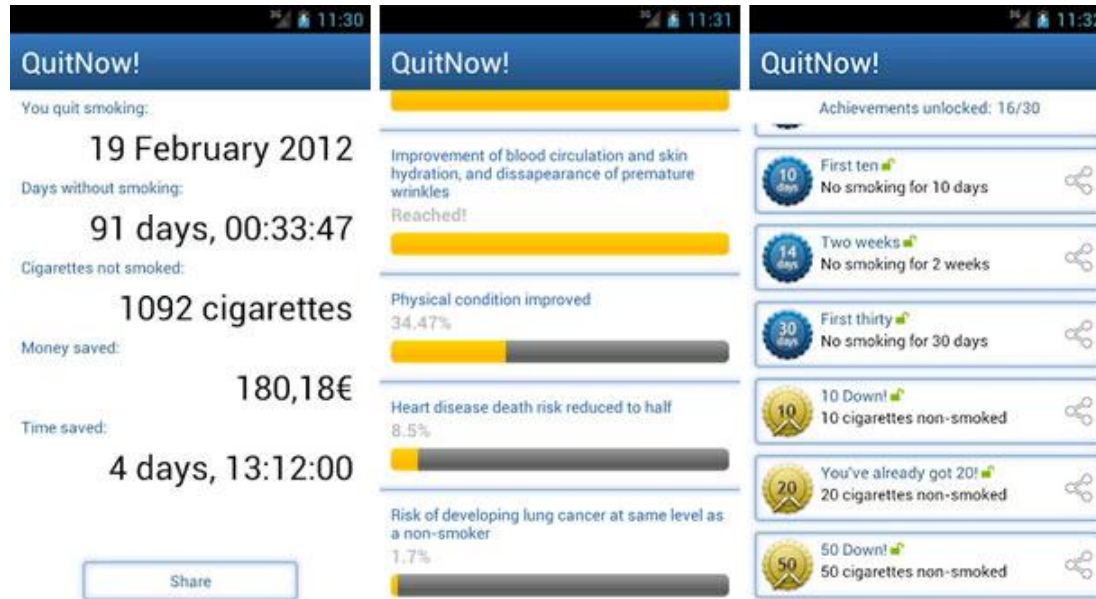 3G 11:30
QuitNow!
You quit smoking:
19 February 2012
Days without smoking:
91 days, 00:33:47
Cigarettes not smoked:
1092 cigarettes
Money saved:
180,18€
Time saved:
4 days, 13:12:00
Share
3G 11:31
QuitNow!
Improvement of blood circulation and skin
hydration, and dissapearance of premature
wrinkles
Reached!
Physical condition improved
34.47%
Heart disease death risk reduced to half
8.5%
Risk of developing lung cancer at same level as
a non-smoker
1.7%
3G 11:32
QuitNow!
Achievements unlocked: 16/30
10
days
First ten
No smoking for 10 days
14
days
Two weeks
No smoking for 2 weeks
30
days
First thirty
No smoking for 30 days
10
10 Down!
10 cigarettes non-smoked
20
You've already got 20!
20 cigarettes non-smoked
50
50 Down!
50 cigarettes non-smoked